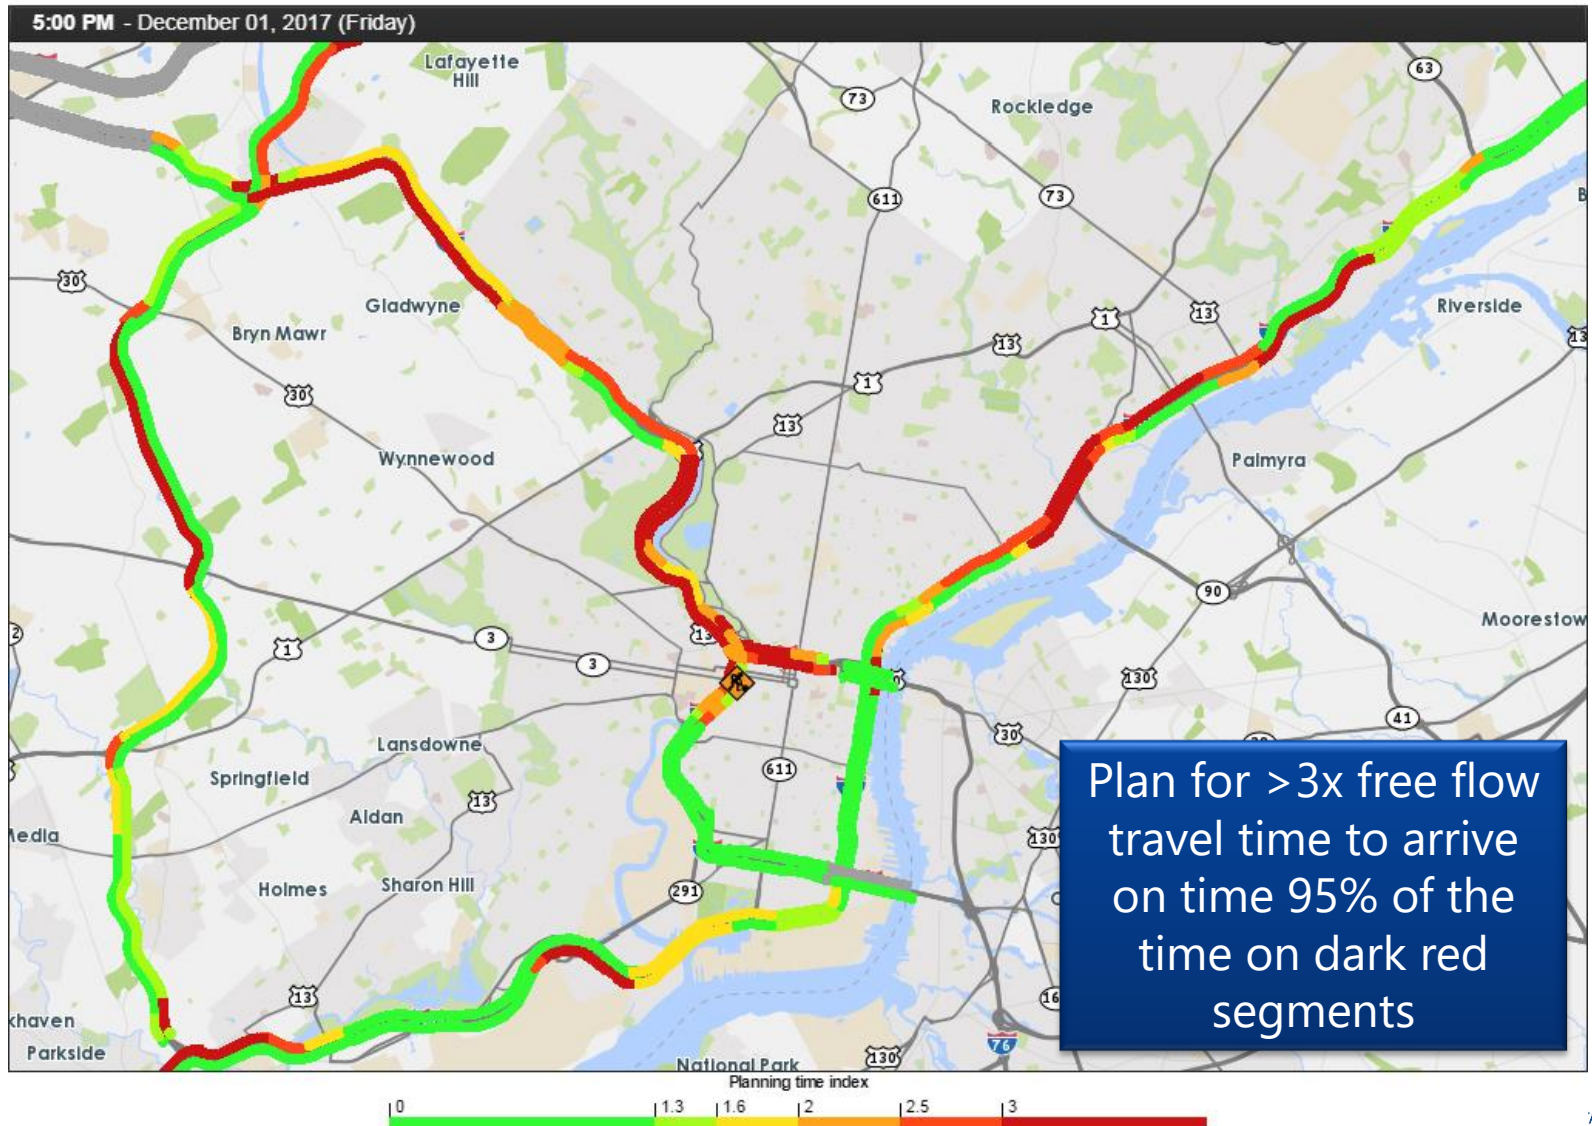 5:00 PM - December 01, 2017 (Friday)
Lafayette
Hill
63
73
Rockledge
611
73
30
Gladwyne
Riverside
1
13
Bryn Mawr
13
13
30
1
13
Wynnewood
Palmyra
90
Moorestow
13
3
1
3
130
41
30
Lansdowne
Springfield
611
13
Aldan
Media
130
Holmes
Sharon Hill
291
13
16
khaven
Parkside
National Park
130
76
Plan for >3x free flow
travel time to arrive
on time 95% of the
time on dark red
segments
Planning time index
0 1.3 1.6 2 2.5 3